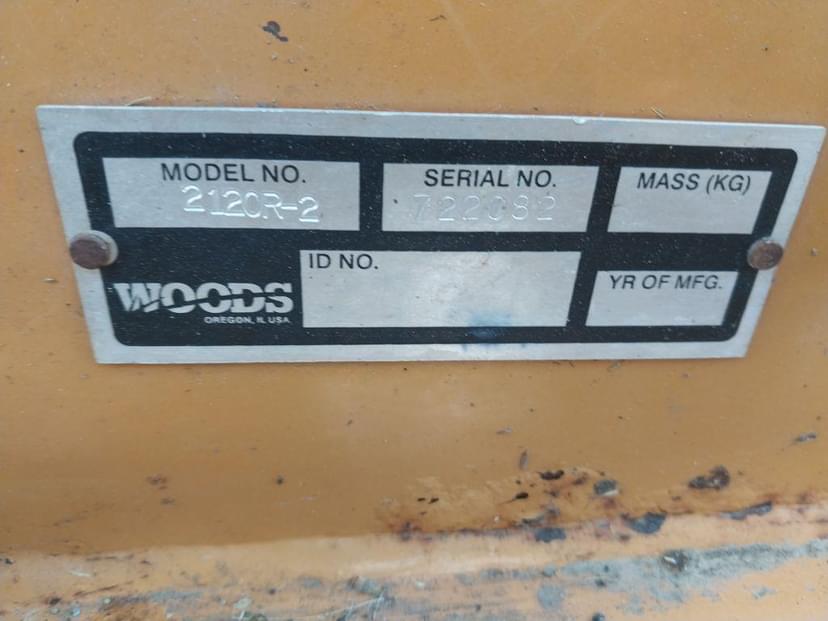 MODEL NO.
2120R-2
SERIAL NO.
722082
MASS (KG)
WOODS
OREGON, IL USA
ID NO.
YR OF MFG.